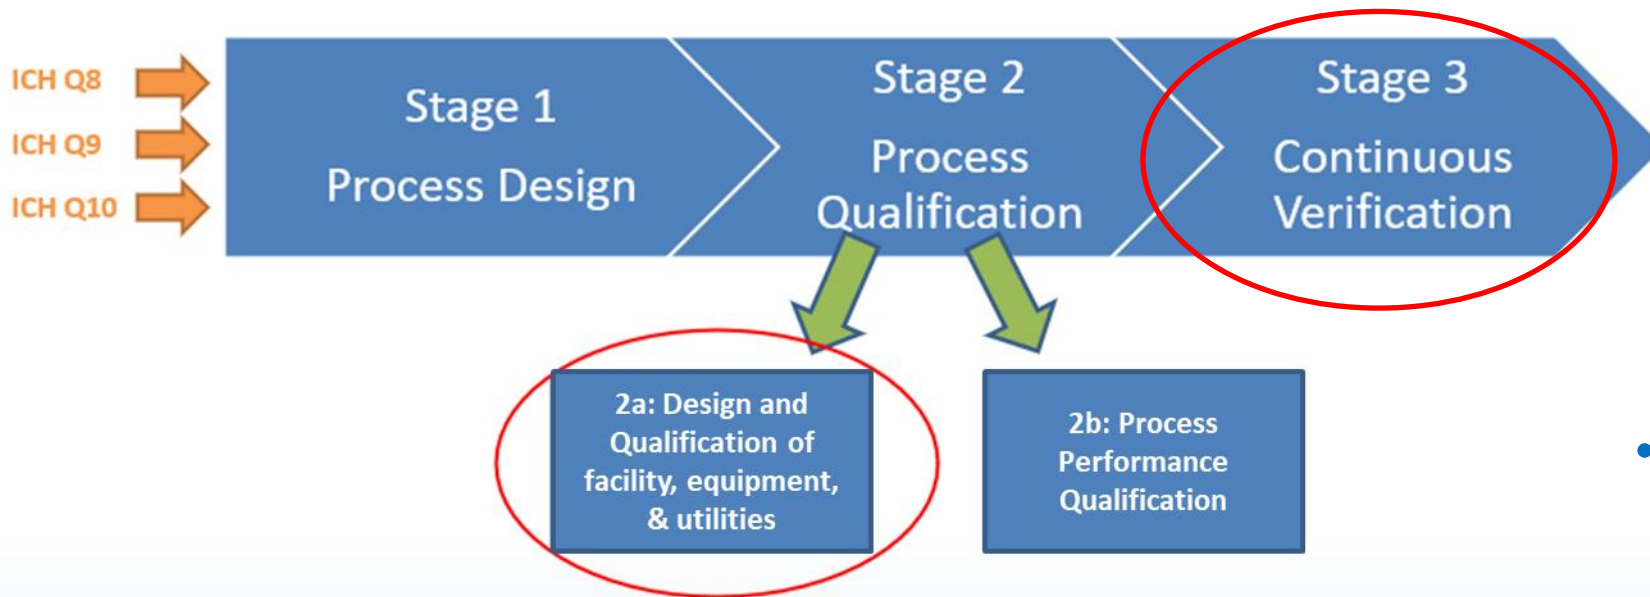 ICH Q8
ICH Q9
ICH Q10
Stage 1
Process Design
Stage 2
Process
Qualification
Stage 3
Continuous
Verification
2a: Design and
Qualification of
facility, equipment,
& utilities
2b: Process
Performance
Qualification
•